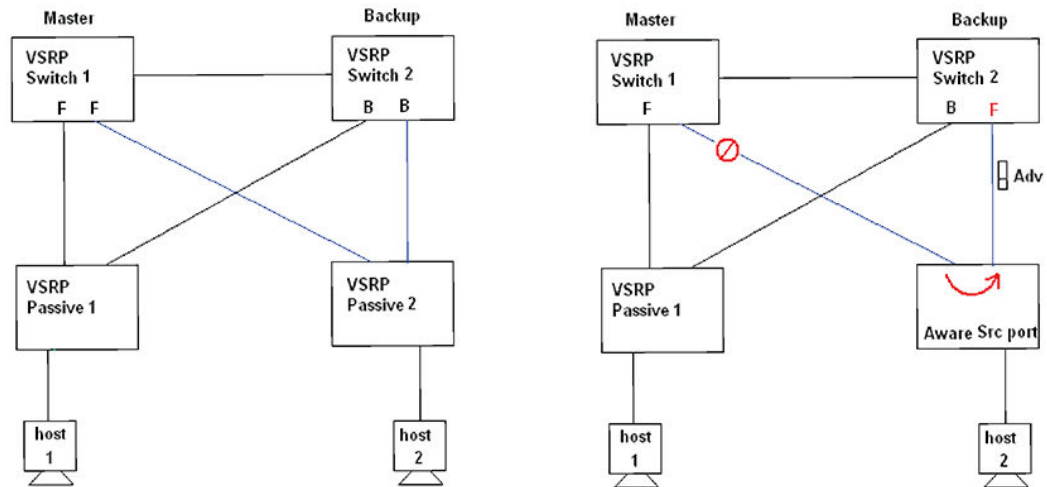 Master
Backup
VSRP
Switch 1
F F
VSRP
Switch 2
B B
VSRP
Passive 1
VSRP
Passive 2
host
1
host
2
Master
Backup
VSRP
Switch 1
F
VSRP
Switch 2
B F
Adv
VSRP
Passive 1
Aware Src port
host
1
host
2